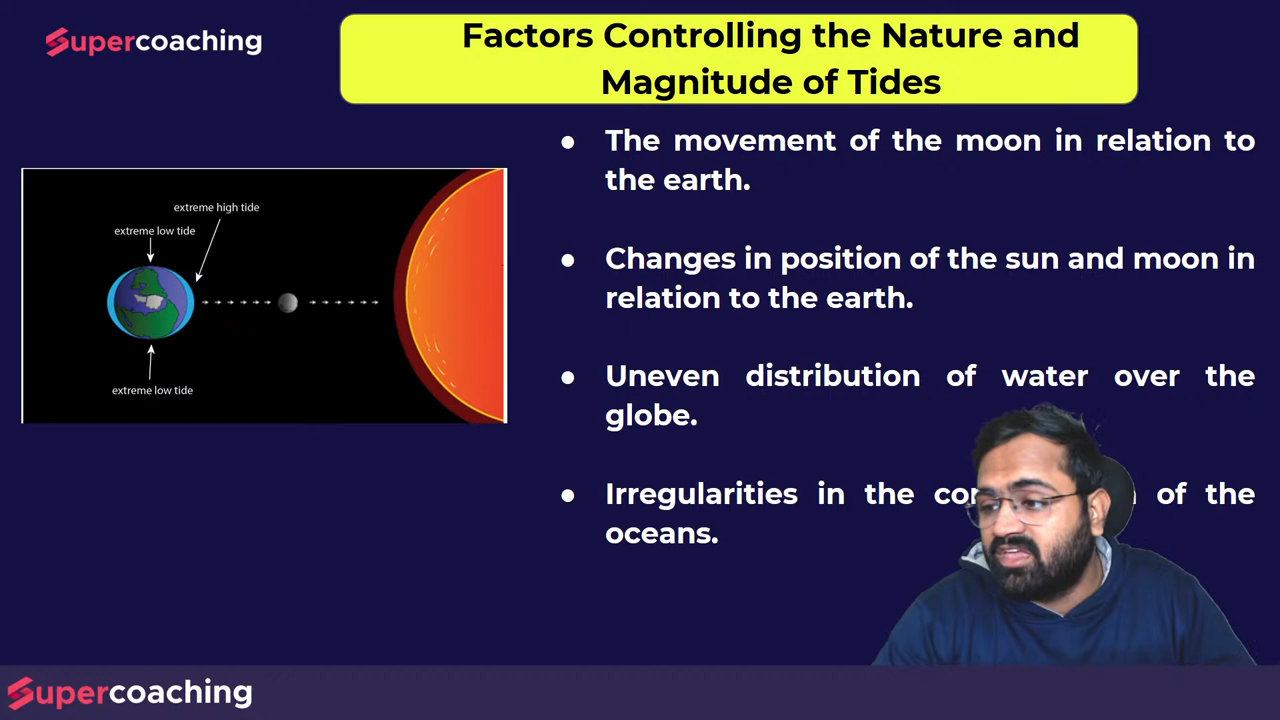 Supercoaching
Factors Controlling the Nature and
Magnitude of Tides
● The movement of the moon in relation to
the earth.
● Changes in position of the sun and moon in
relation to the earth.
● Uneven distribution of water over the
globe.
● Irregularities in the of the
oceans.
extreme high tide
extreme low tide
extreme low tide
Supercoaching